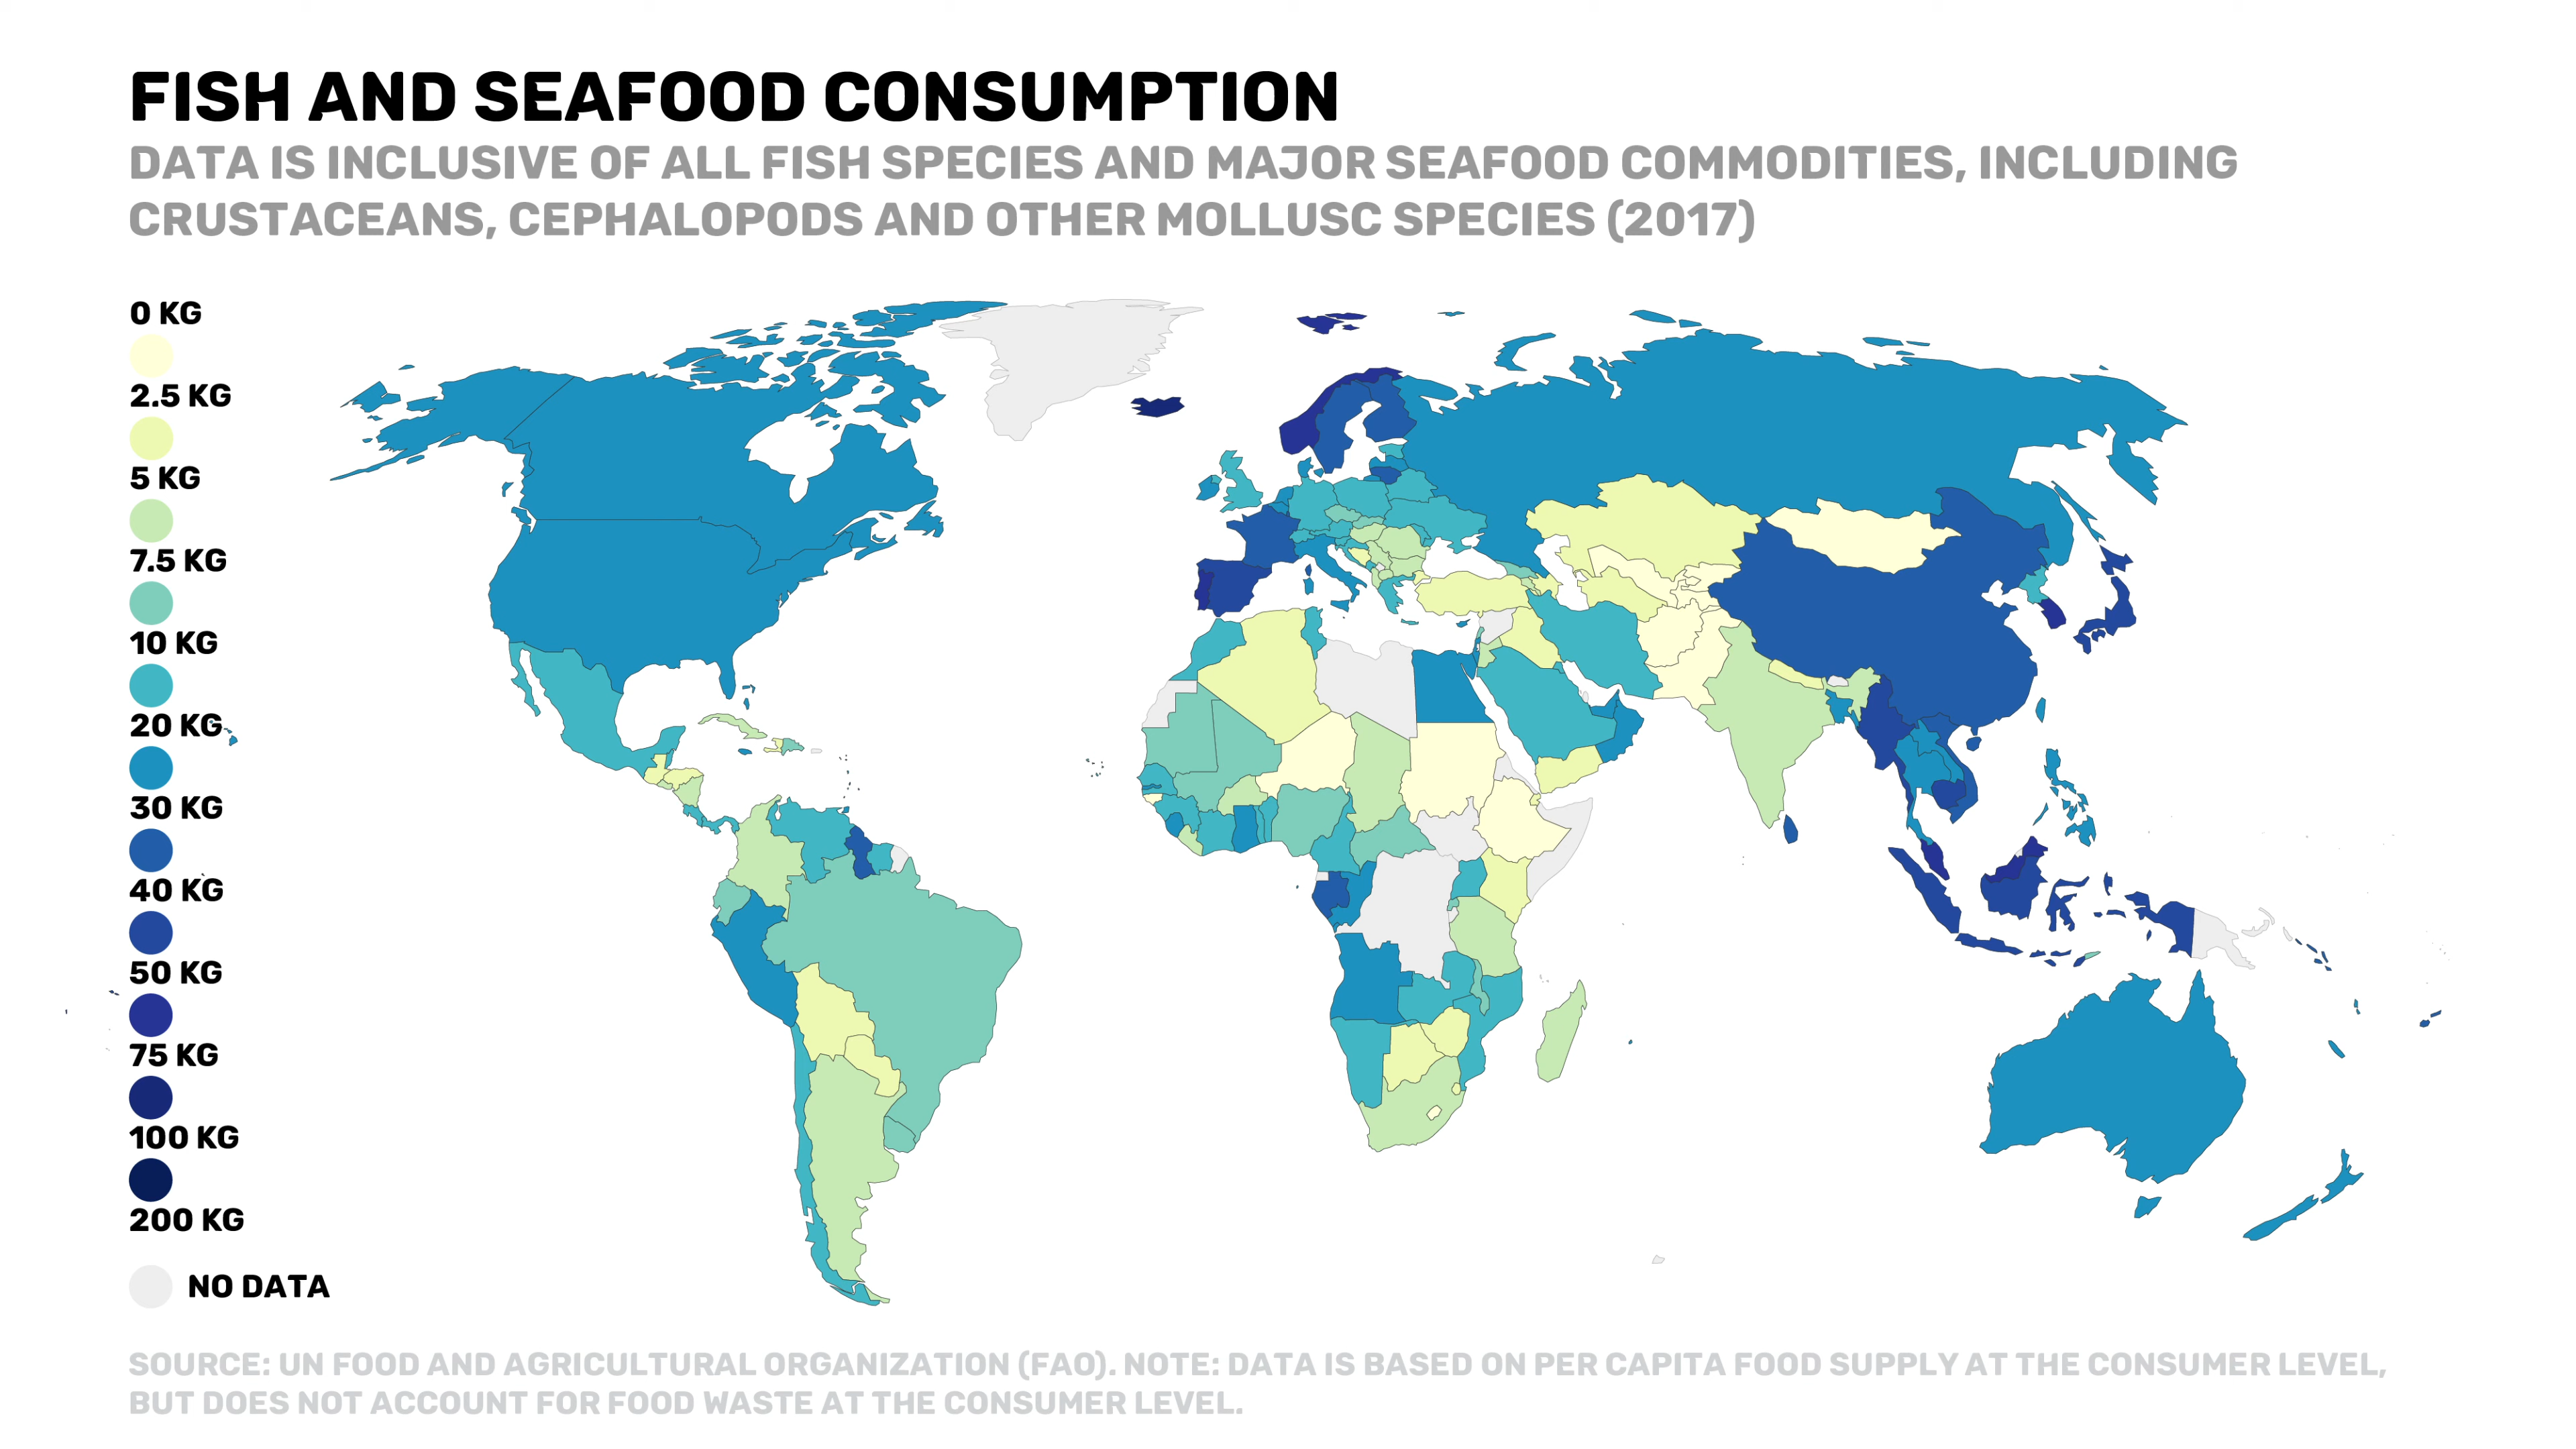 FISH AND SEAFOOD CONSUMPTION
DATA IS INCLUSIVE OF ALL FISH SPECIES AND MAJOR SEAFOOD COMMODITIES, INCLUDING
CRUSTACEANS, CEPHALOPODS AND OTHER MOLLUSC SPECIES (2017)
0 KG
2.5 KG
5 KG
7.5 KG
10 KG
20 KG
30 KG
40 KG
50 KG
75 KG
100 KG
200 KG
NO DATA
SOURCE: UN FOOD AND AGRICULTURAL ORGANIZATION (FAO). NOTE: DATA IS BASED ON PER CAPITA FOOD SUPPLY AT THE CONSUMER LEVEL,
BUT DOES NOT ACCOUNT FOR FOOD WASTE AT THE CONSUMER LEVEL.